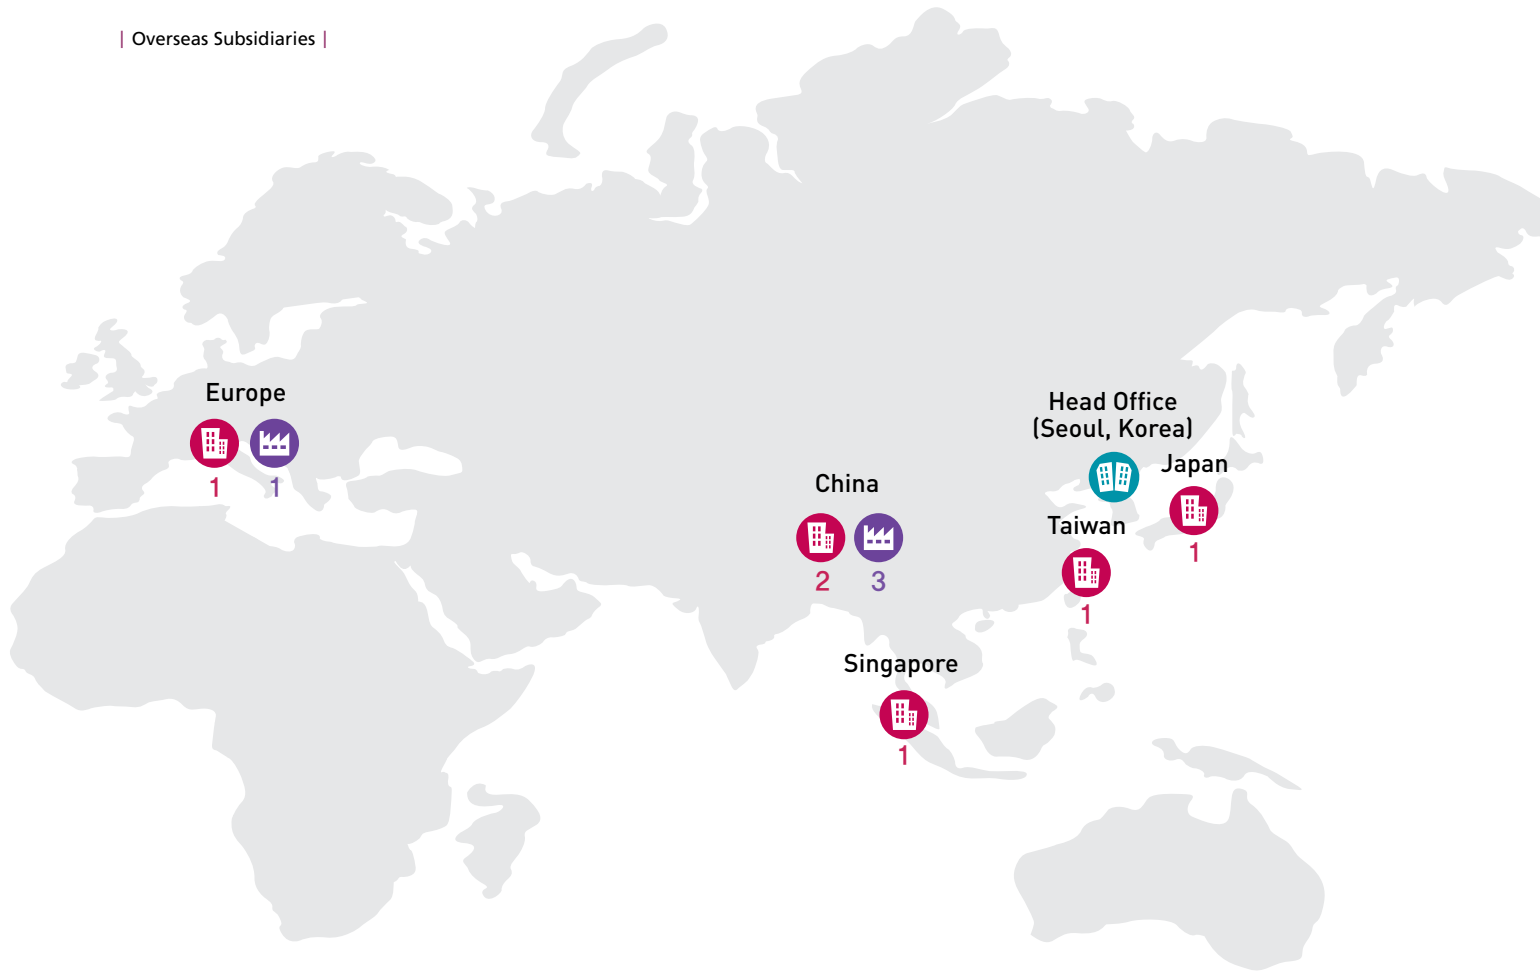 | Overseas Subsidiaries |
Europe
1 1
China
2 3
Head Office
(Seoul, Korea)
Japan
1
Taiwan
1
Singapore
1